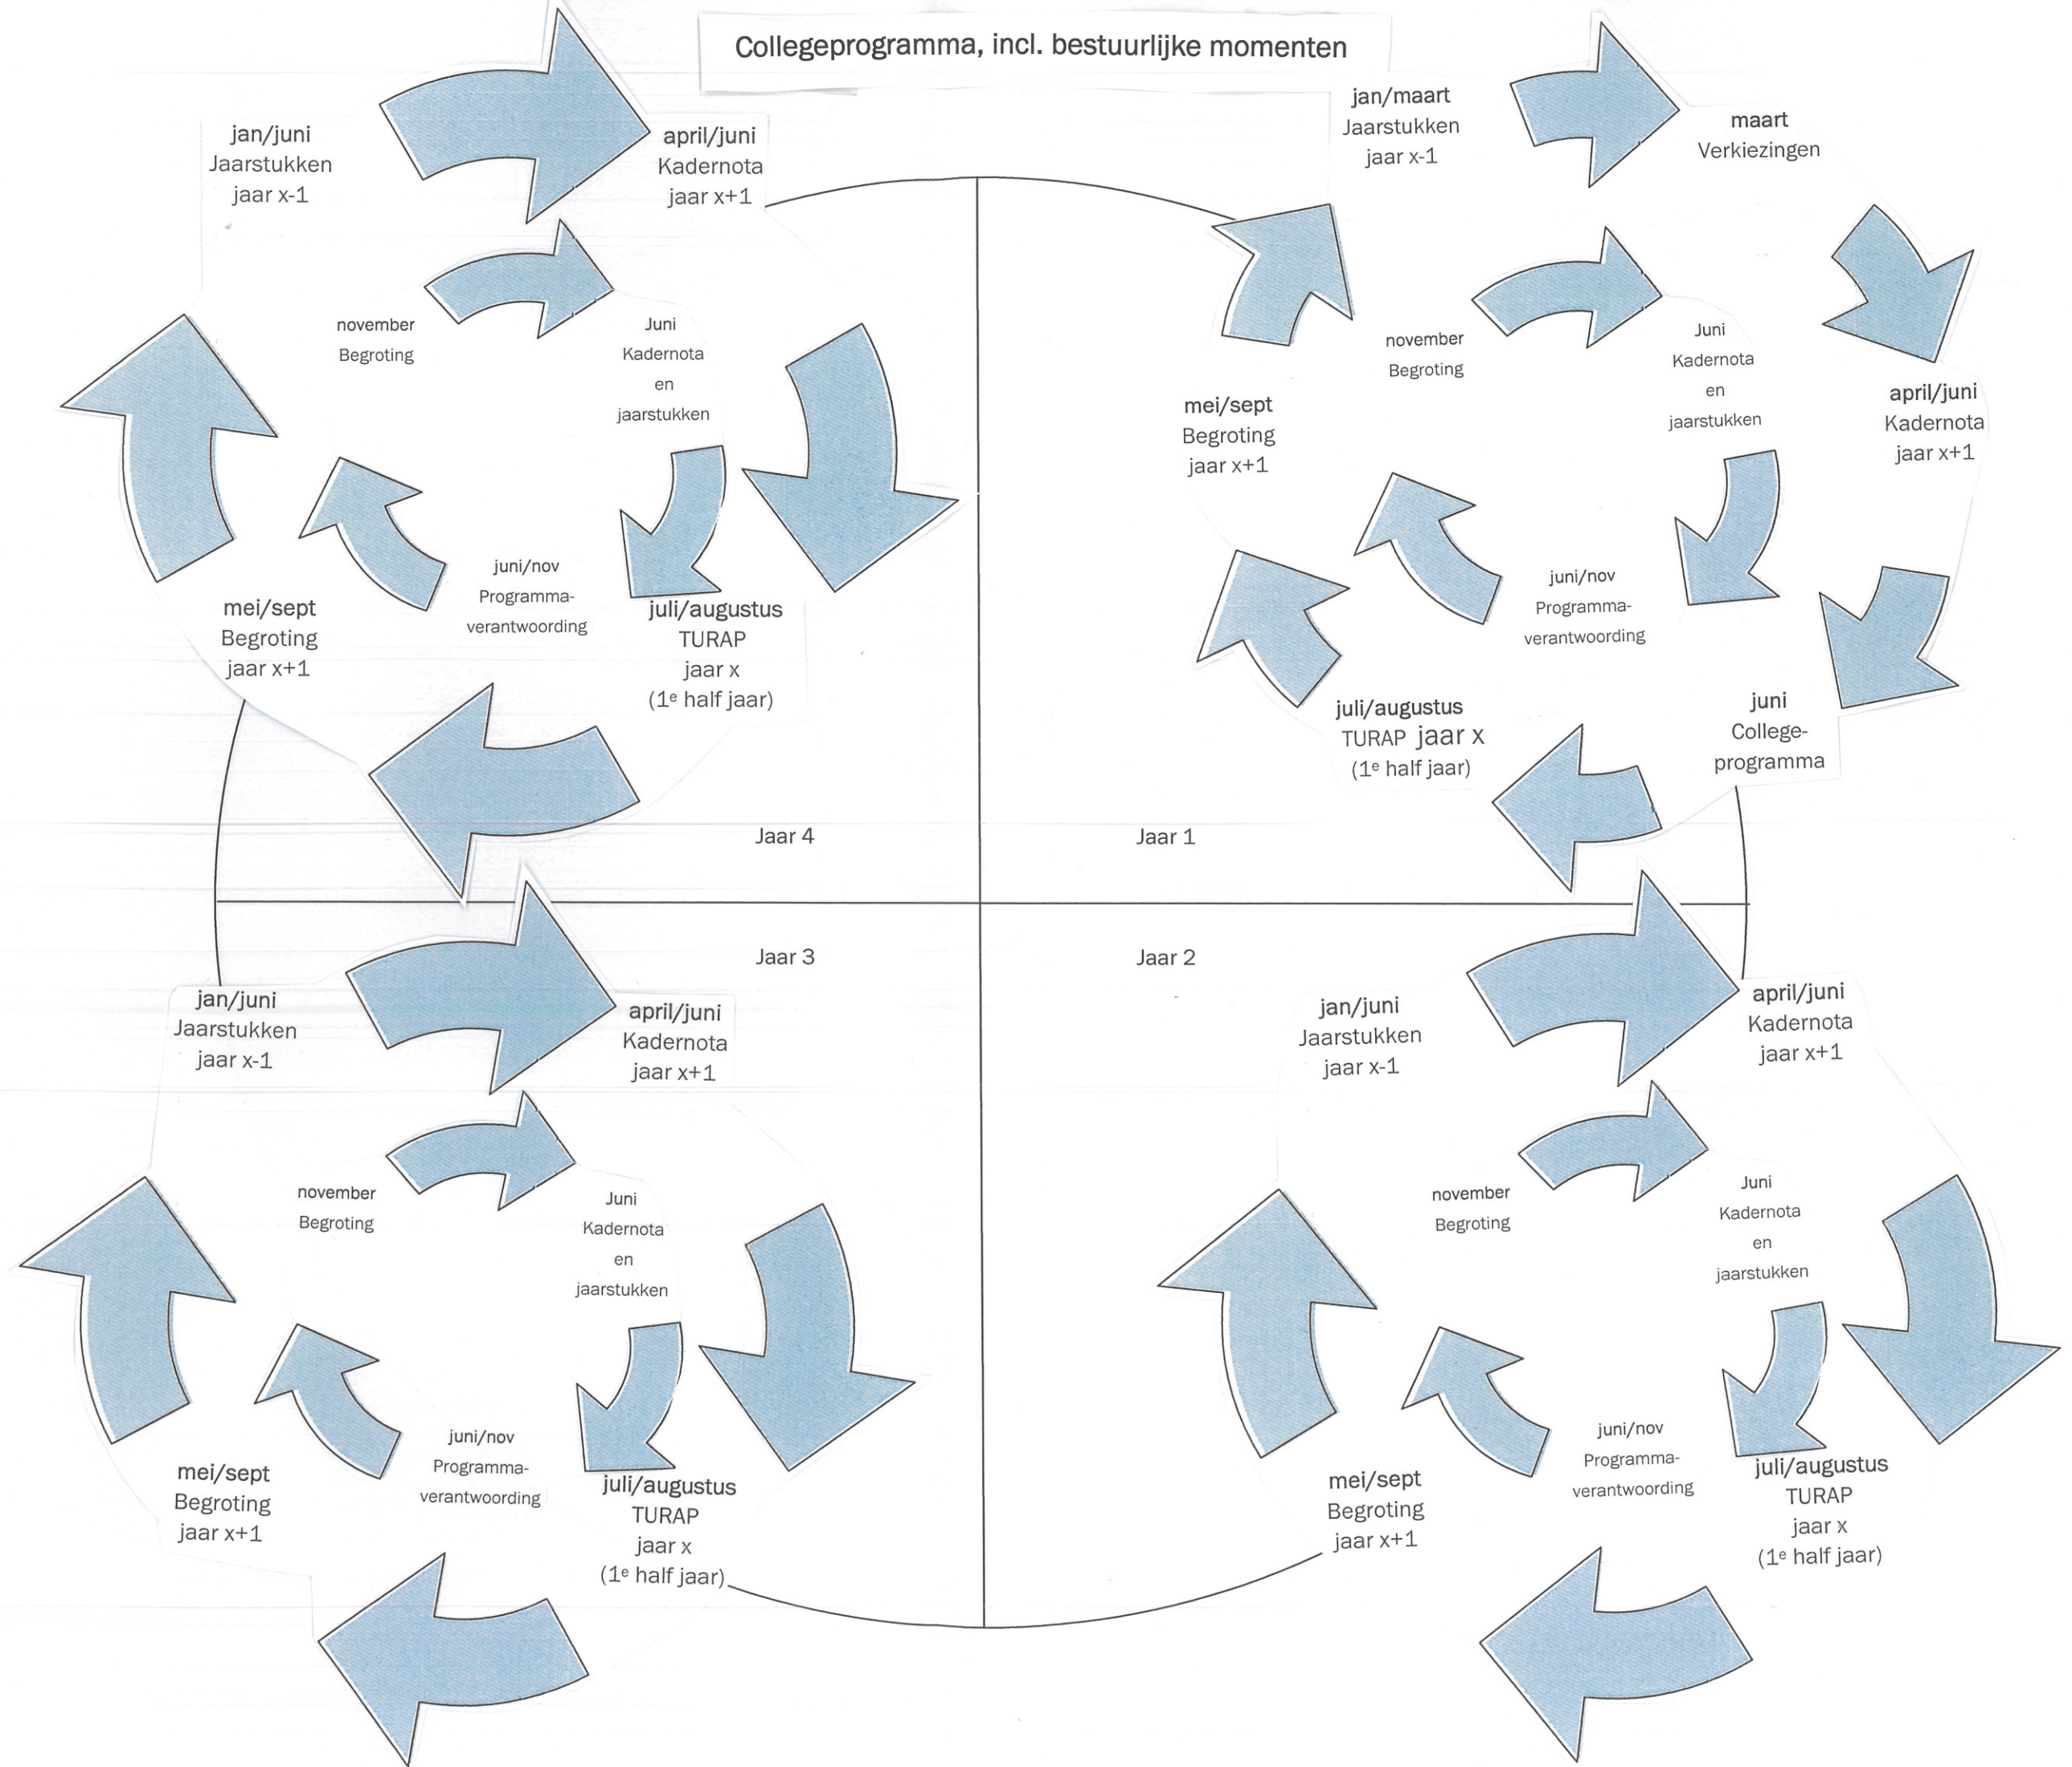 Collegeprogramma, incl. bestuurlijke momenten
jan/juni
Jaarstukken
jaar x-1
april/juni
Kadernota
jaar x+1
november
Begroting
Juni
Kadernota
en
jaarstukken
juni/nov
Programma-
verantwoording
mei/sept
Begroting
jaar x+1
juli/augustus
TURAP
jaar x
(1e half jaar)
Jaar 4
jan/maart
Jaarstukken
jaar x-1
maart
Verkiezingen
november
Begroting
Juni
Kadernota
en
jaarstukken
april/juni
Kadernota
jaar x+1
mei/sept
Begroting
jaar x+1
juni/nov
Programma-
verantwoording
juni
College-
programma
juli/augustus
TURAP jaar x
(1e half jaar)
Jaar 1
Jaar 3
jan/juni
Jaarstukken
jaar x-1
april/juni
Kadernota
jaar x+1
november
Begroting
Juni
Kadernota
en
jaarstukken
juni/nov
Programma-
verantwoording
mei/sept
Begroting
jaar x+1
juli/augustus
TURAP
jaar x
(1e half jaar)
Jaar 2
jan/juni
Jaarstukken
jaar x-1
april/juni
Kadernota
jaar x+1
november
Begroting
Juni
Kadernota
en
jaarstukken
juni/nov
Programma-
verantwoording
mei/sept
Begroting
jaar x+1
juli/augustus
TURAP
jaar x
(1e half jaar)